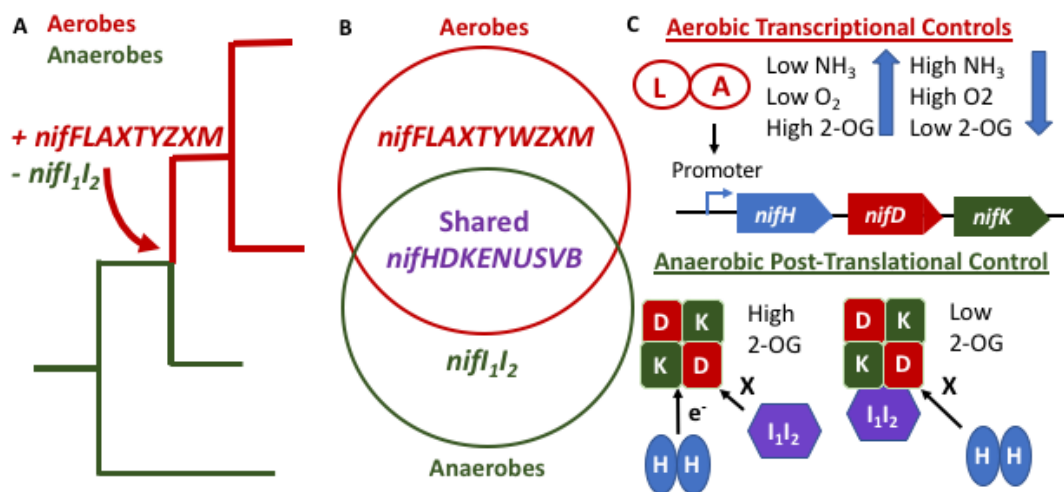 A
Aerobes
Anaerobes
+ nifFLAXTYZXM
- nifI₁I₂
B
Aerobes
nifFLAXTYWZXM
Shared
nifHDKENUSVB
nifI₁I₂
Anaerobes
C
Aerobic Transcriptional Controls
L A
Low NH₃
Low O₂
High 2-OG
High NH₃
High O2
Low 2-OG
Promoter
nifH nifD nifK
Anaerobic Post-Translational Control
D K
K D
High
2-OG
X
e⁻
I₁I₂
H H
D K
K D
Low
2-OG
X
I₁I₂
H H